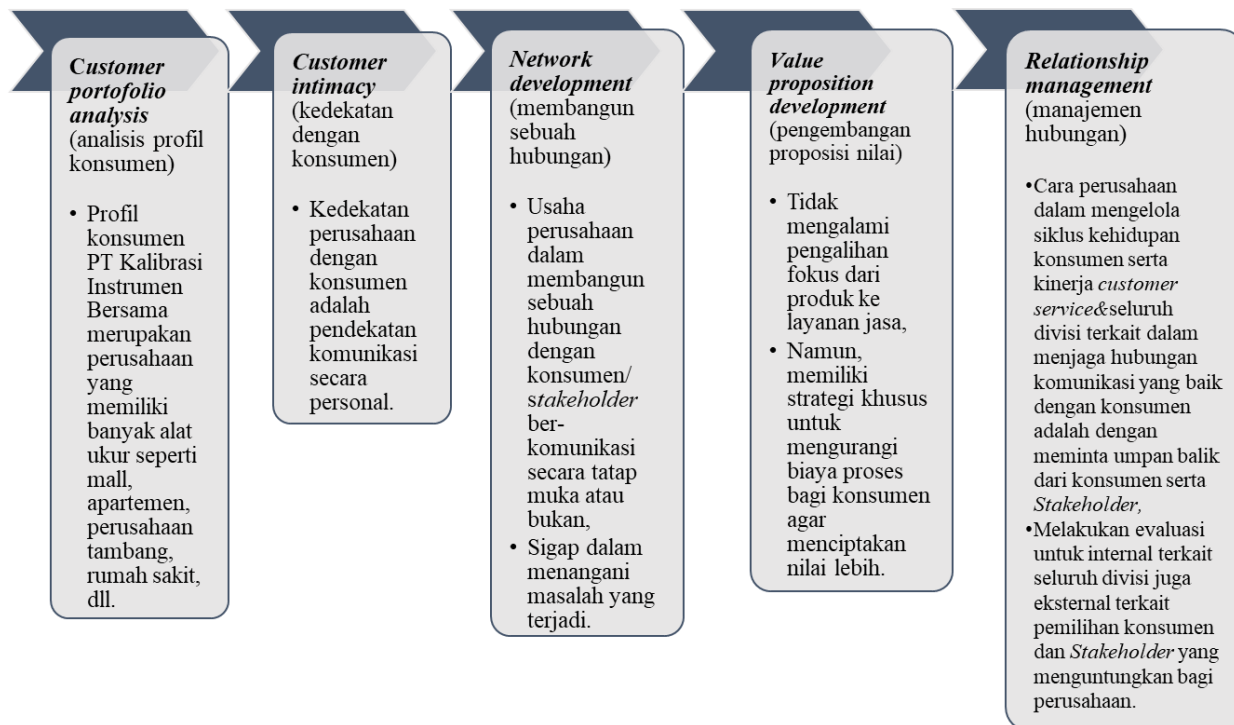 Customer
portofolio
analysis
(analisis profil
konsumen)
• Profil
konsumen
PT Kalibrasi
Instrumen
Bersama
merupakan
perusahaan
yang
memiliki
banyak alat
ukur seperti
mall,
apartemen,
perusahaan
tambang,
rumah sakit,
dll.
Customer
intimacy
(kedekatan
dengan
konsumen)
• Kedekatan
perusahaan
dengan
konsumen
adalah
pendekatan
komunikasi
secara
personal.
Network
development
(membangun
sebuah
hubungan)
• Usaha
perusahaan
dalam
membangun
sebuah
hubungan
dengan
konsumen/
stakeholder
ber-
komunikasi
secara tatap
muka atau
bukan,
• Sigap dalam
menangani
masalah yang
terjadi.
Value
proposition
development
(pengembangan
proposisi nilai)
• Tidak
mengalami
pengalihan
fokus dari
produk ke
layanan jasa,
• Namun,
memiliki
strategi khusus
untuk
mengurangi
biaya proses
bagi konsumen
agar
menciptakan
nilai lebih.
Relationship
management
(manajemen
hubungan)
•Cara perusahaan
dalam mengelola
siklus kehidupan
konsumen serta
kinerja customer
service&seluruh
divisi terkait dalam
menjaga hubungan
komunikasi yang baik
dengan konsumen
adalah dengan
meminta umpan balik
dari konsumen serta
Stakeholder,
•Melakukan evaluasi
untuk internal terkait
seluruh divisi juga
eksternal terkait
pemilihan konsumen
dan Stakeholder yang
menguntungkan bagi
perusahaan.